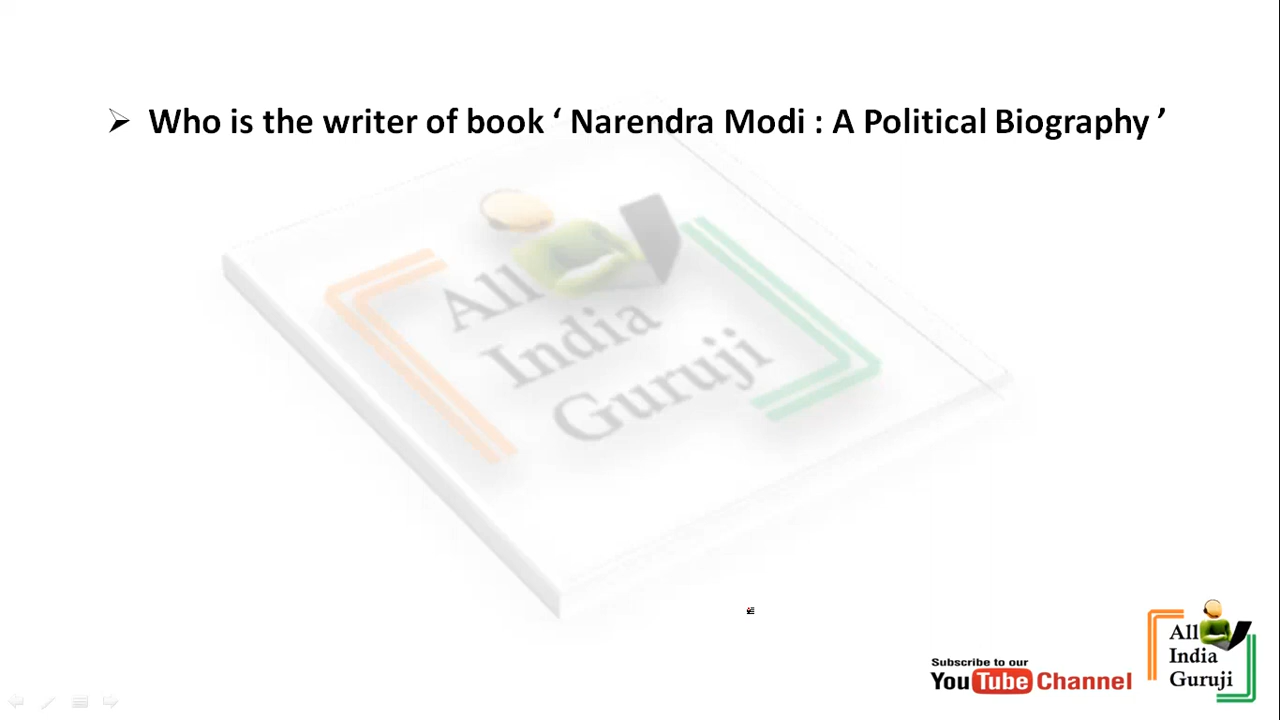 ➢ Who is the writer of book ‘ Narendra Modi : A Political Biography ’
All
India
Guruji
Subscribe to our
YouTube Channel
All
India
Guruji